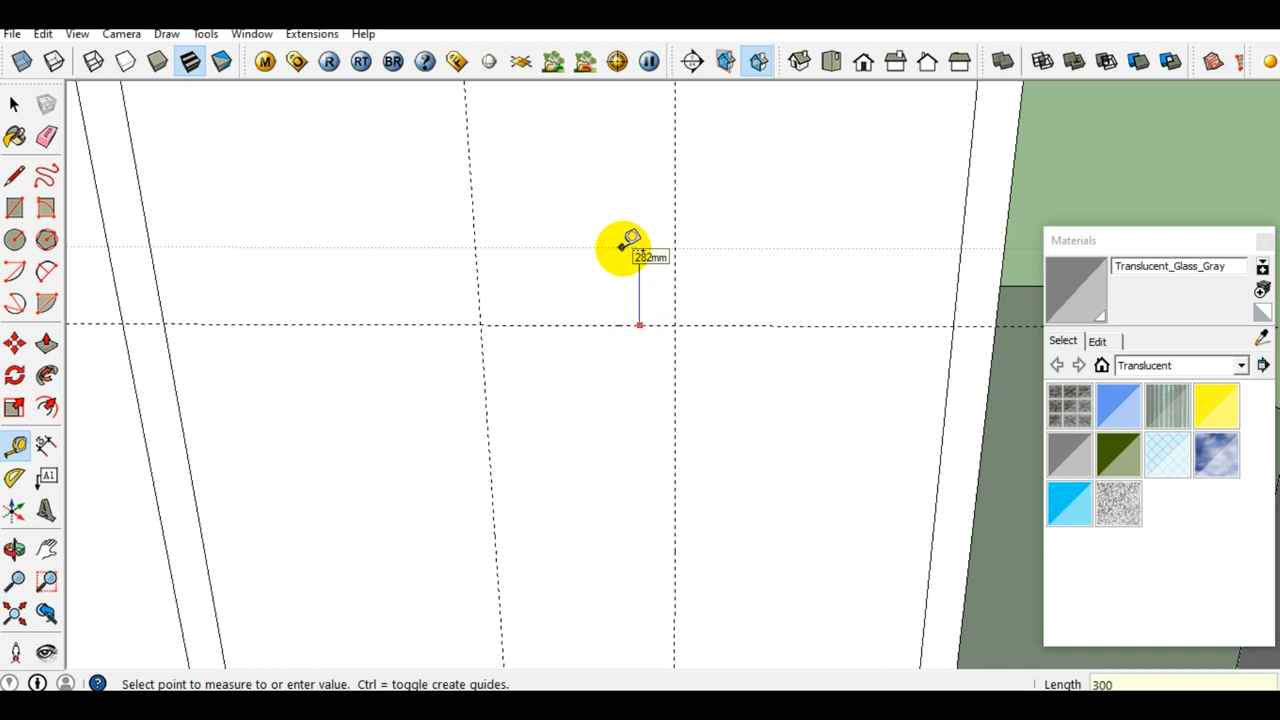 File Edit View Camera Draw Tools Window Extensions Help
M R RT BR ?
Materials
Translucent_Glass_Gray
282mm
Select Edit
Translucent
A1
Select point to measure to or enter value. Ctrl = toggle create guides.
Length 300